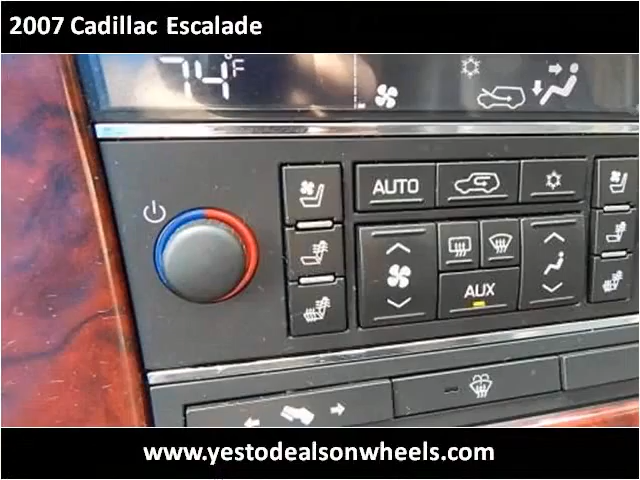 2007 Cadillac Escalade
74°F
AUTO
AUX
www.yestodealsonwheels.com